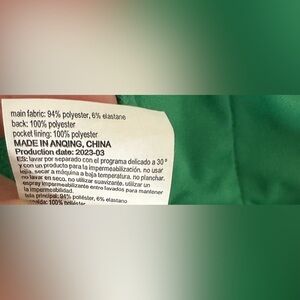 main fabric: 94% polyester, 6% elastane
back: 100% polyester
pocket lining: 100% polyester
MADE IN ANQING, CHINA
Production date: 2023-03
ES: lavar por separado con el programa delicado a 30 º
y con un producto para la impermeabilización. no usar
lejía. secar a máquina a baja temperatura. no planchar.
no lavar en seco. no utilizar suavizante. utilizar un
espray impermeabilizante entre lavados para mantener
la impermeabilidad.
tela principal: 94% poliéster, 6% elastano
100% poliéster